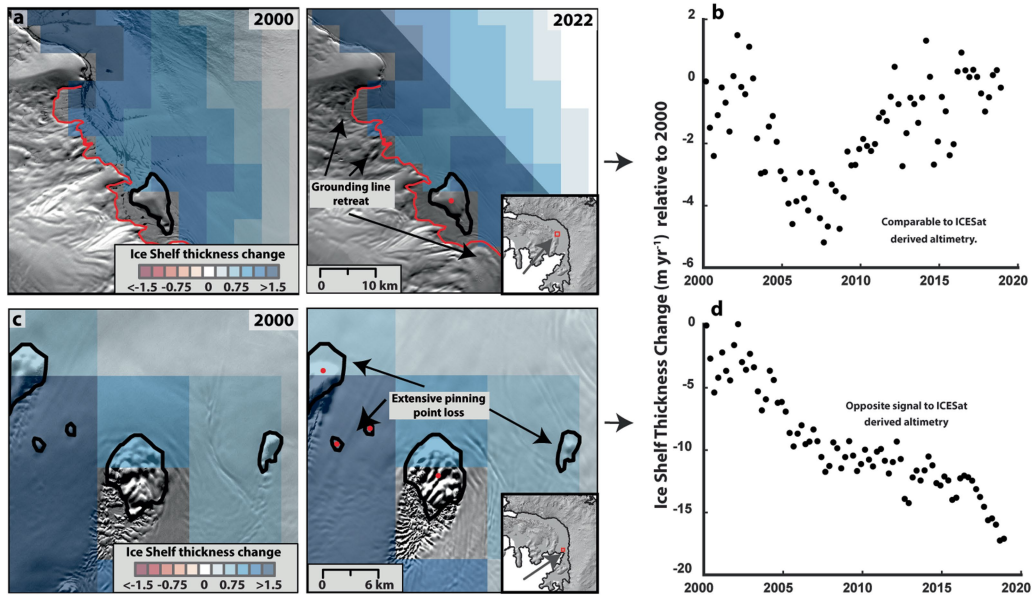 a
2000
Ice Shelf thickness change
<-1.5 -0.75 0 0.75 >1.5
2022
Grounding line
retreat
0 10 km
b
Ice Shelf Thickness Change (m yr⁻¹) relative to 2000
2
0
-2
-4
-6
2000 2005 2010 2015 2020
Comparable to ICESat
derived altimetry.
c
2000
Ice Shelf thickness change
<-1.5 -0.75 0 0.75 >1.5
Extensive pinning
point loss
0 6 km
d
0
-5
-10
-15
-20
2000 2005 2010 2015 2020
Opposite signal to ICESat
derived altimetry